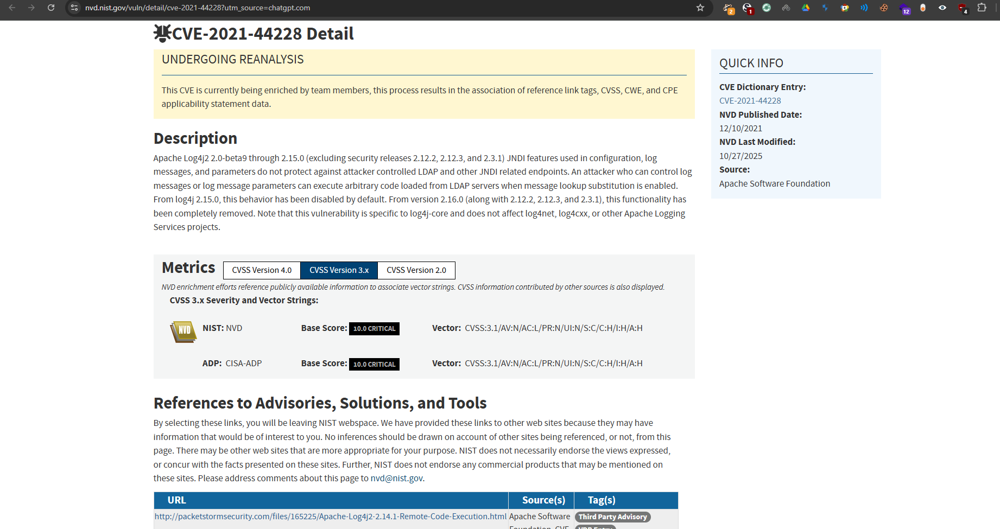 nvd.nist.gov/vuln/detail/cve-2021-44228?utm_source=chatgpt.com
2
1
12
4
CVE-2021-44228 Detail
UNDERGOING REANALYSIS
This CVE is currently being enriched by team members, this process results in the association of reference link tags, CVSS, CWE, and CPE
applicability statement data.
Description
Apache Log4j2 2.0-beta9 through 2.15.0 (excluding security releases 2.12.2, 2.12.3, and 2.3.1) JNDI features used in configuration, log
messages, and parameters do not protect against attacker controlled LDAP and other JNDI related endpoints. An attacker who can control log
messages or log message parameters can execute arbitrary code loaded from LDAP servers when message lookup substitution is enabled.
From log4j 2.15.0, this behavior has been disabled by default. From version 2.16.0 (along with 2.12.2, 2.12.3, and 2.3.1), this functionality has
been completely removed. Note that this vulnerability is specific to log4j-core and does not affect log4net, log4cxx, or other Apache Logging
Services projects.
Metrics
CVSS Version 4.0
CVSS Version 3.x
CVSS Version 2.0
NVD enrichment efforts reference publicly available information to associate vector strings. CVSS information contributed by other sources is also displayed.
CVSS 3.x Severity and Vector Strings:
NVD
NIST: NVD
Base Score: 10.0 CRITICAL
Vector: CVSS:3.1/AV:N/AC:L/PR:N/UI:N/S:C/C:H/I:H/A:H
ADP: CISA-ADP
Base Score: 10.0 CRITICAL
Vector: CVSS:3.1/AV:N/AC:L/PR:N/UI:N/S:C/C:H/I:H/A:H
References to Advisories, Solutions, and Tools
By selecting these links, you will be leaving NIST webspace. We have provided these links to other web sites because they may have
information that would be of interest to you. No inferences should be drawn on account of other sites being referenced, or not, from this
page. There may be other web sites that are more appropriate for your purpose. NIST does not necessarily endorse the views expressed,
or concur with the facts presented on these sites. Further, NIST does not endorse any commercial products that may be mentioned on
these sites. Please address comments about this page to nvd@nist.gov.
URL
Source(s)
Tag(s)
http://packetstormsecurity.com/files/165225/Apache-Log4j2-2.14.1-Remote-Code-Execution.html
Apache Software
Foundation, CVE
Third Party Advisory
VDB Entry
QUICK INFO
CVE Dictionary Entry:
CVE-2021-44228
NVD Published Date:
12/10/2021
NVD Last Modified:
10/27/2025
Source:
Apache Software Foundation